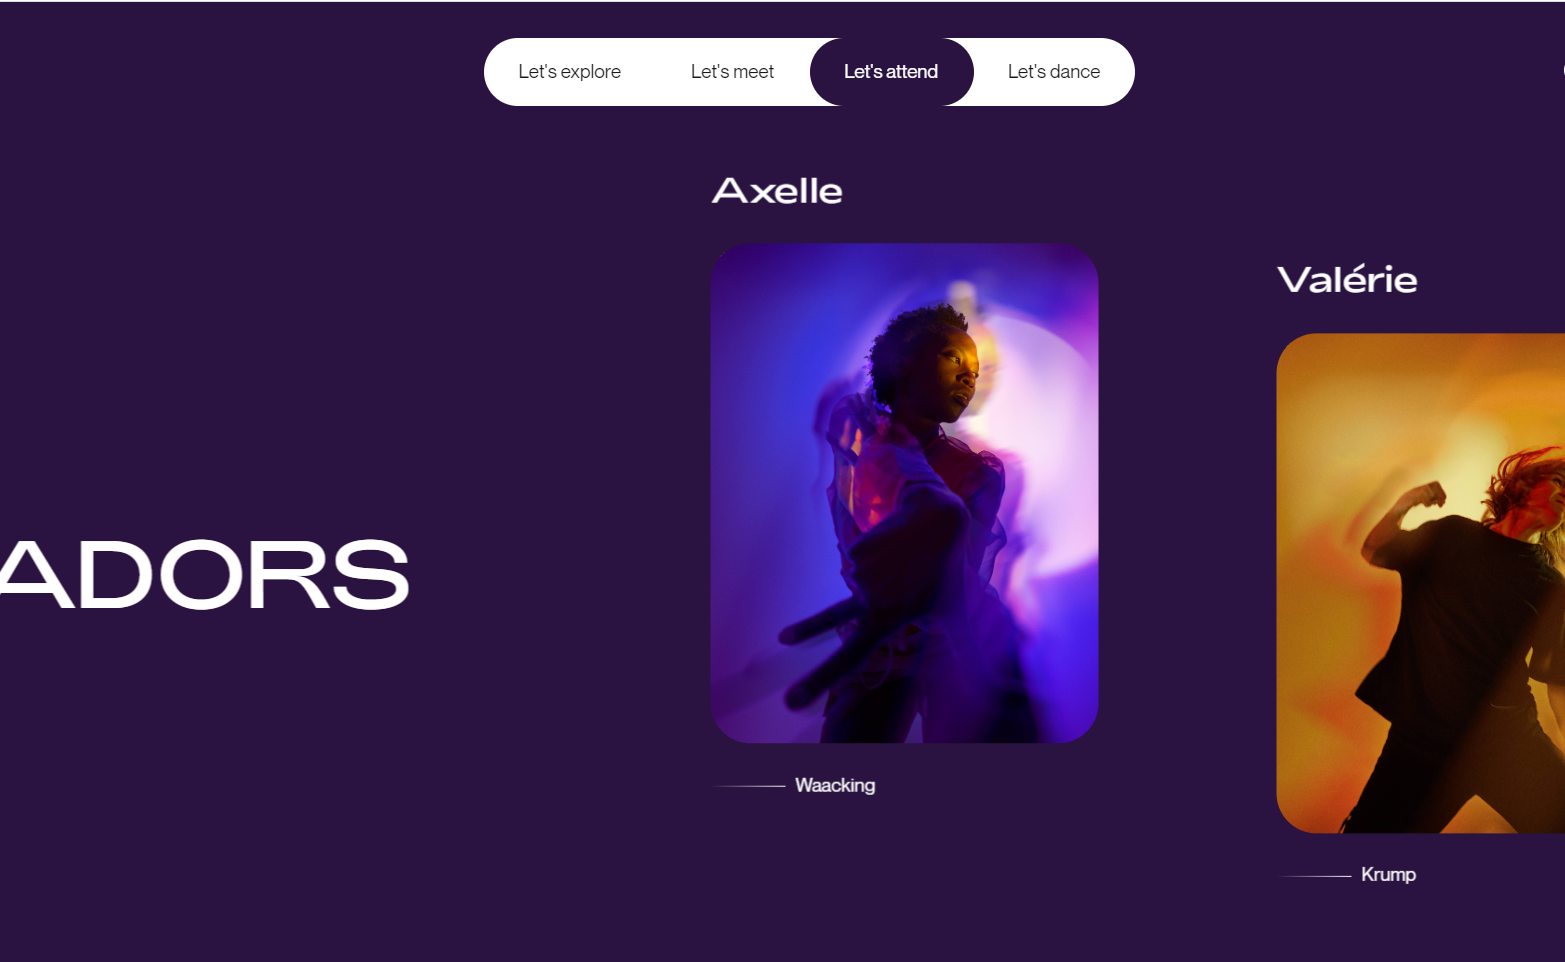 Let's explore
Let's meet
Let's attend
Let's dance
Axelle
Valérie
ADORS
Waacking
Krump